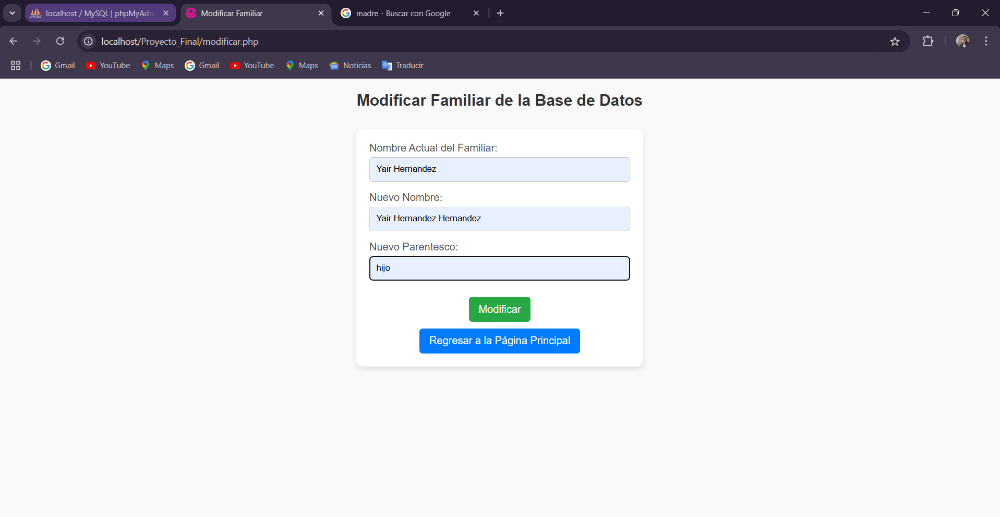 localhost / MySQL | phpMyAdm
Modificar Familiar
madre - Buscar con Google
localhost/Proyecto_Final/modificar.php
Gmail YouTube Maps Gmail YouTube Maps Noticias Traducir
Modificar Familiar de la Base de Datos
Nombre Actual del Familiar:
Yair Hernandez
Nuevo Nombre:
Yair Hernandez Hernandez
Nuevo Parentesco:
hijo
Modificar
Regresar a la Página Principal